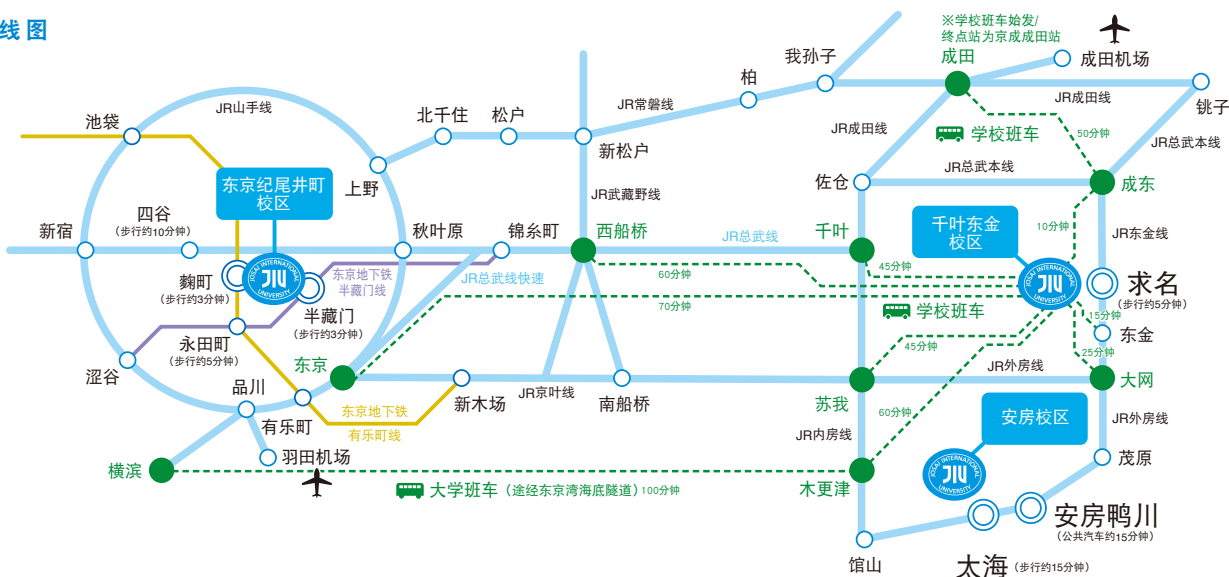 线图
※学校班车始发/
终点站为京成成田站
成田
成田机场
我孙子
柏
JR常磐线
JR成田线
铫子
JR山手线
池袋
北千住
松户
新松户
JR成田线
学校班车
50分钟
JR总武本线
JR总武本线
上野
东京纪尾井町
校区
JR武藏野线
佐仓
成东
四谷
(步行约10分钟)
新宿
秋叶原
锦糸町
西船桥
JR总武线
千叶
千叶东金
校区
10分钟
JR东金线
麴町
(步行约3分钟)
JOSAI INTERNATIONAL
JIU
UNIVERSITY
东京地下铁
半藏门线
JR总武线快速
60分钟
45分钟
JOSAI INTERNATIONAL
JIU
UNIVERSITY
求名
(步行约5分钟)
半藏门
(步行约3分钟)
70分钟
学校班车
15分钟
东金
永田町
(步行约5分钟)
45分钟
25分钟
涩谷
东京
品川
有乐町
东京地下铁
有乐町线
新木场
JR京叶线
南船桥
苏我
JR外房线
大网
60分钟
安房校区
JR外房线
JR内房线
羽田机场
横滨
大学班车(途经东京湾海底隧道)100分钟
木更津
JOSAI INTERNATIONAL
JIU
UNIVERSITY
茂原
安房鸭川
(公共汽车约15分钟)
馆山
太海(步行约15分钟)